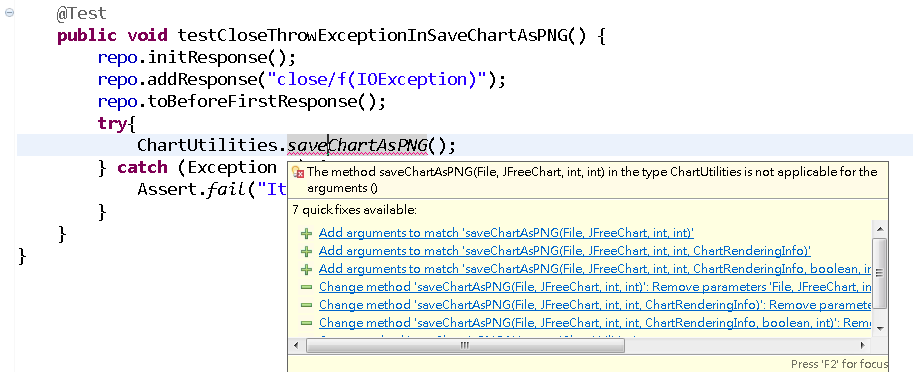 @Test
public void testCloseThrowExceptionInSaveChartAsPNG() {
repo.initResponse();
repo.addResponse("close/f(IOException)");
repo.toBeforeFirstResponse();
try{
ChartUtilities.saveChartAsPNG();
} catch (Exception
Assert.fail("It
}
}
}
The method saveChartAsPNG(File, JFreeChart, int, int) in the type ChartUtilities is not applicable for the
arguments ()
7 quick fixes available:
Add arguments to match 'saveChartAsPNG(File, JFreeChart, int, int)'
Add arguments to match 'saveChartAsPNG(File, JFreeChart, int, int, ChartRenderingInfo)'
Add arguments to match 'saveChartAsPNG(File, JFreeChart, int, int, ChartRenderingInfo, boolean, in
Change method 'saveChartAsPNG(File, JFreeChart, int, int)': Remove parameters 'File, JFreeChart, int
Change method 'saveChartAsPNG(File, JFreeChart, int, int, ChartRenderingInfo)': Remove paramete
Change method 'saveChartAsPNG(File, JFreeChart, int, int, ChartRenderingInfo, boolean, int)': Rem
Press 'F2' for focus